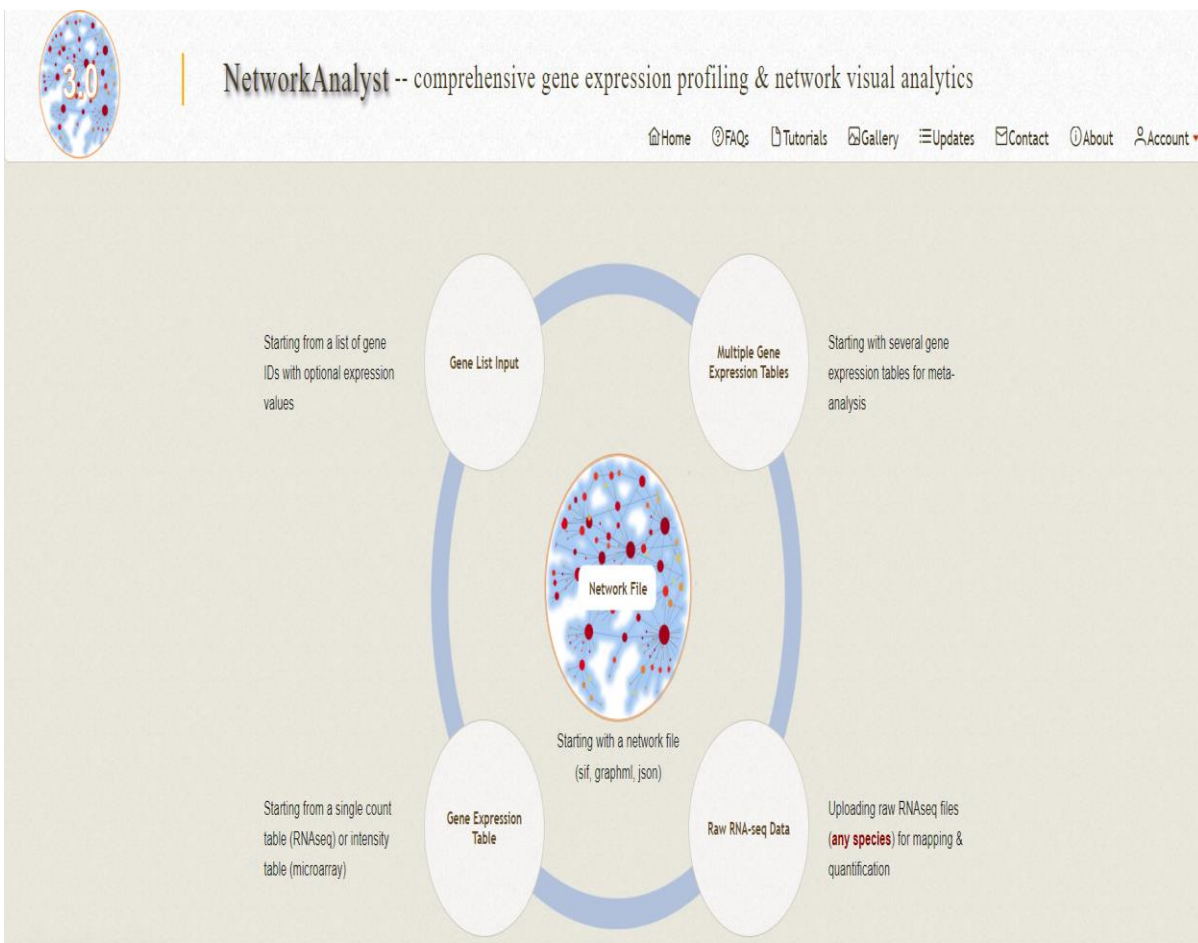 3.0
NetworkAnalyst -- comprehensive gene expression profiling & network visual analytics
Home FAQs Tutorials Gallery Updates Contact About Account
Starting from a list of gene
IDs with optional expression
values
Gene List Input
Multiple Gene
Expression Tables
Starting with several gene
expression tables for meta-
analysis
Network File
Starting with a network file
(sif, graphml, json)
Starting from a single count
table (RNAseq) or intensity
table (microarray)
Gene Expression
Table
Raw RNA-seq Data
Uploading raw RNAseq files
(any species) for mapping &
quantification